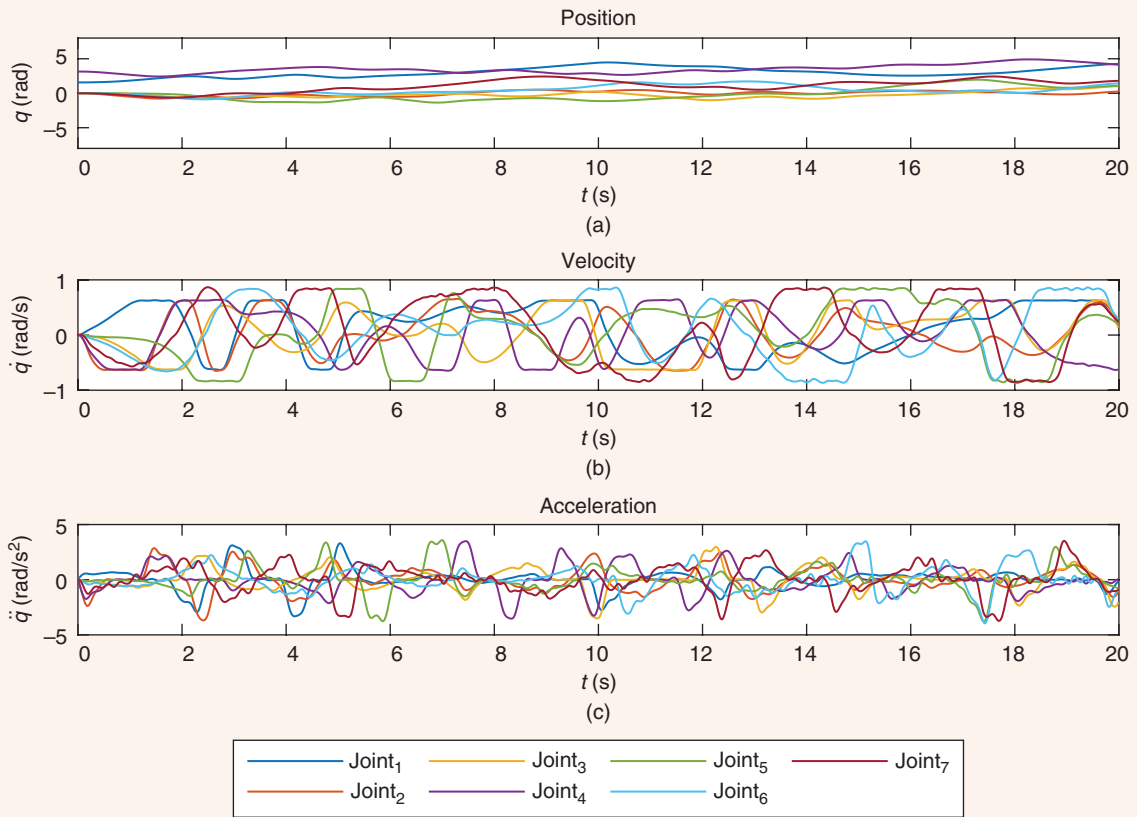 Position
q (rad)
5
0
−5
0 2 4 6 8 10 12 14 16 18 20
t (s)
(a)
Velocity
q̇ (rad/s)
1
0
−1
0 2 4 6 8 10 12 14 16 18 20
t (s)
(b)
Acceleration
q̈ (rad/s²)
5
0
−5
0 2 4 6 8 10 12 14 16 18 20
t (s)
(c)
Joint₁ Joint₃ Joint₅ Joint₇
Joint₂ Joint₄ Joint₆